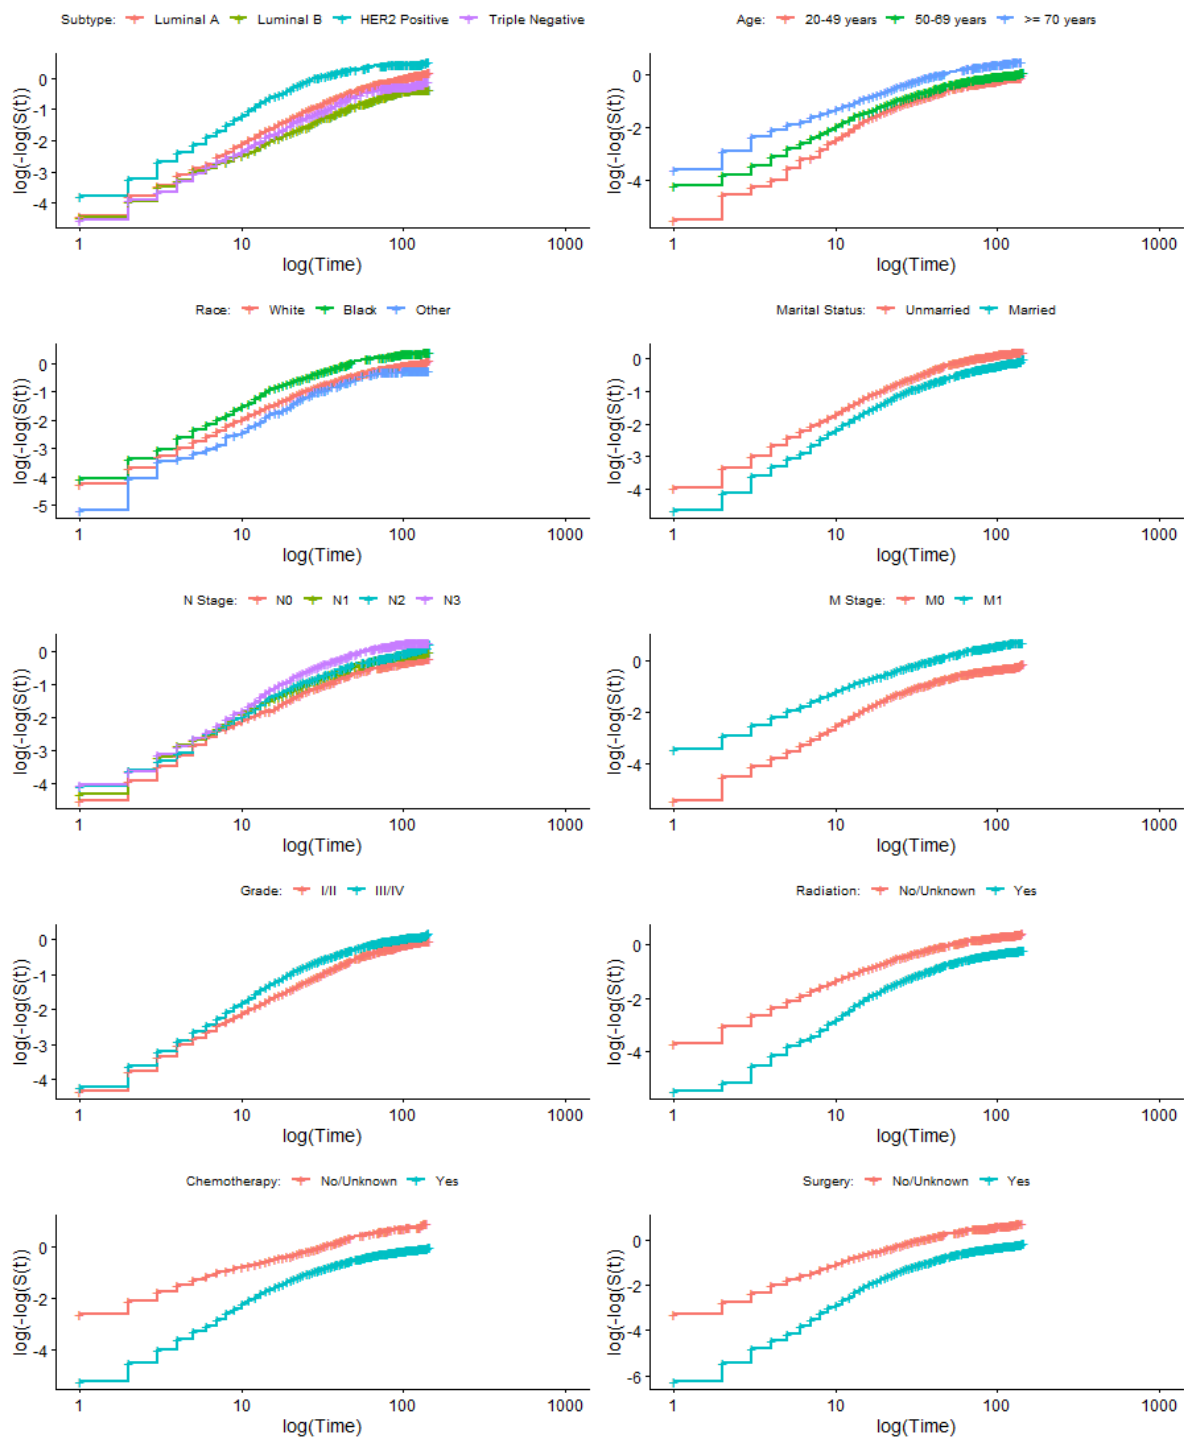 Subtype: Luminal A Luminal B HER2 Positive Triple Negative
log(-log(S(t))
0
-1
-2
-3
-4
1 10 100 1000
log(Time)
Age: 20-49 years 50-69 years >= 70 years
log(-log(S(t))
0
-2
-4
1 10 100 1000
log(Time)
Race: White Black Other
log(-log(S(t))
0
-1
-2
-3
-4
-5
1 10 100 1000
log(Time)
Marital Status: Unmarried Married
log(-log(S(t))
0
-1
-2
-3
-4
1 10 100 1000
log(Time)
N Stage: N0 N1 N2 N3
log(-log(S(t))
0
-1
-2
-3
-4
1 10 100 1000
log(Time)
M Stage: M0 M1
log(-log(S(t))
0
-2
-4
1 10 100 1000
log(Time)
Grade: I/II III/IV
log(-log(S(t))
0
-1
-2
-3
-4
1 10 100 1000
log(Time)
Radiation: No/Unknown Yes
log(-log(S(t))
0
-2
-4
1 10 100 1000
log(Time)
Chemotherapy: No/Unknown Yes
log(-log(S(t))
0
-2
-4
1 10 100 1000
log(Time)
Surgery: No/Unknown Yes
log(-log(S(t))
0
-2
-4
-6
1 10 100 1000
log(Time)